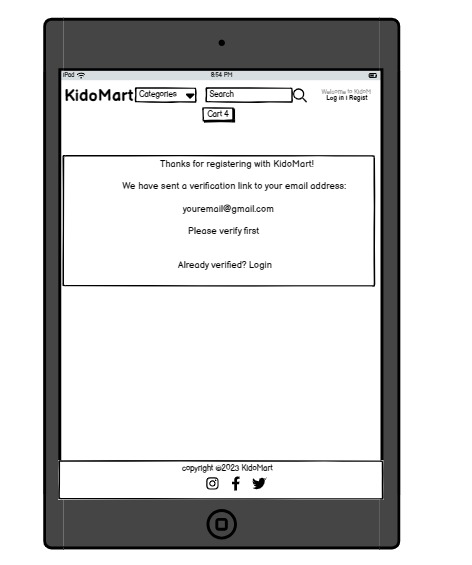 iPad 8:54 PM
KidoMart Categories Search Welcome to KidoM
Log in | Regist
Cart 4
Thanks for registering with KidoMart!
We have sent a verification link to your email address:
youremail@gmail.com
Please verify first
Already verified? Login
copyright @2023 KidoMart